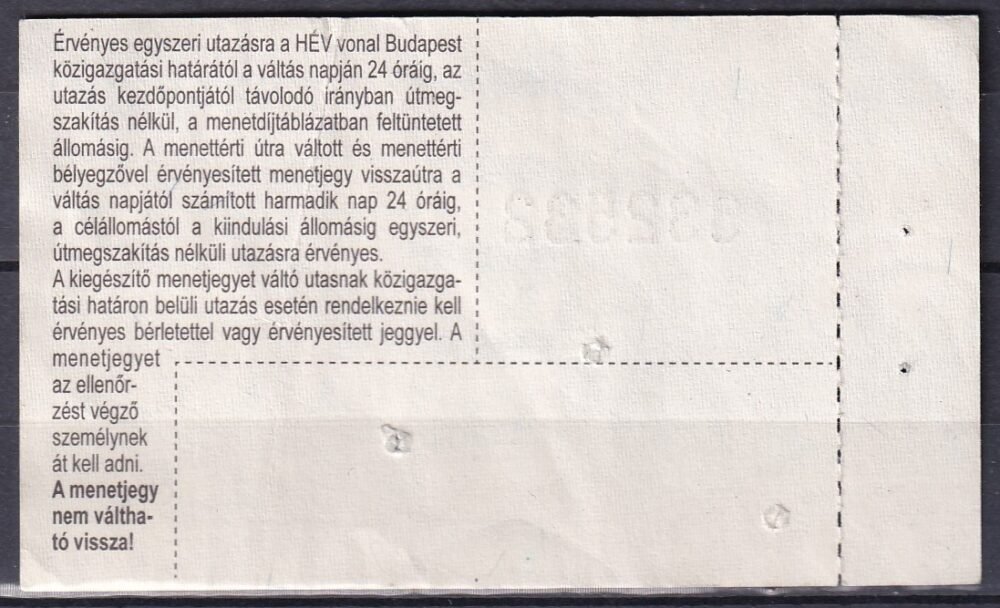 Érvényes egyszeri utazásra a HÉV vonal Budapest
közigazgatási határától a váltás napján 24 óráig, az
utazás kezdőpontjától távolodó irányban útmeg-
szakítás nélkül, a menetdíjtáblázatban feltüntetett
állomásig. A menettérti útra váltott és menettérti
bélyegzővel érvényesített menetjegy visszaútra a
váltás napjától számított harmadik nap 24 óráig,
a célállomástól a kiindulási állomásig egyszeri,
útmegszakítás nélküli utazásra érvényes.
A kiegészítő menetjegyet váltó utasnak közigazga-
tási határon belüli utazás esetén rendelkeznie kell
érvényes bérletettel vagy érvényesített jeggyel. A
menetjegyet
az ellenőr-
zést végző
személynek
át kell adni.
A menetjegy
nem váltha-
tó vissza!